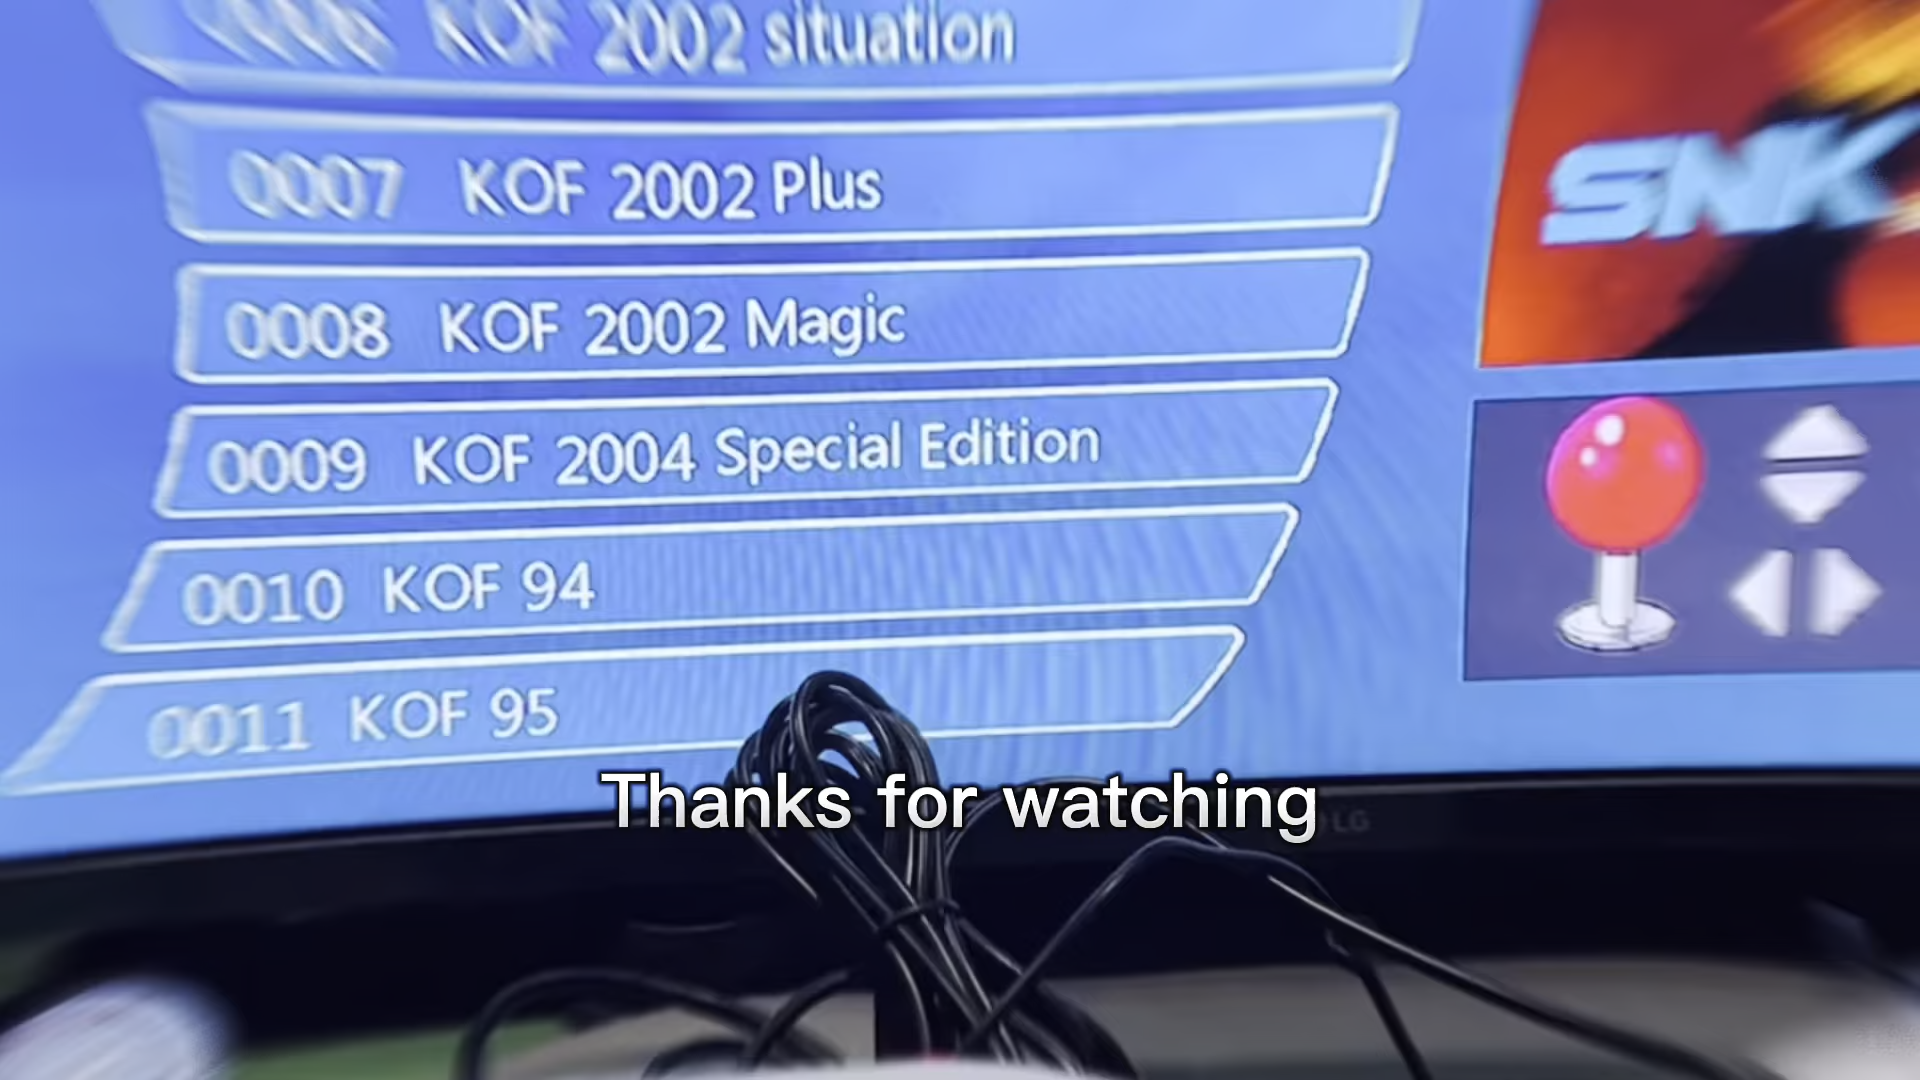 0006 KOF 2002 situation
0007 KOF 2002 Plus
SNK
0008 KOF 2002 Magic
0009 KOF 2004 Special Edition
0010 KOF 94
0011 KOF 95
Thanks for watching
LG